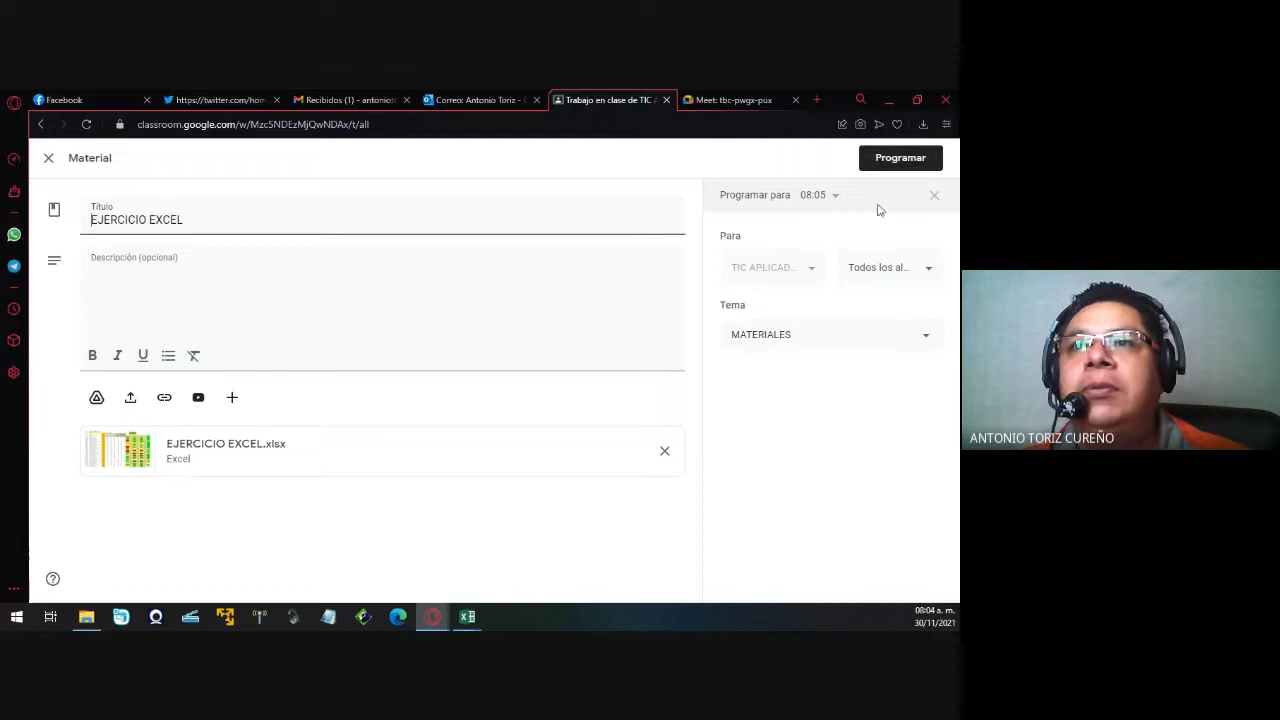 Facebook
https://twitter.com/hom
Recibidos (1) - antoniot
Correo: Antonio Toriz -
Trabajo en clase de TIC
Meet: tbc-pwgx-pux
classroom.google.com/w/Mzc5NDEzMjQwNDAx/t/all
Material
Programar
Título
EJERCICIO EXCEL
Programar para 08:05
Descripción (opcional)
Para
TIC APLICAD...
Todos los al...
Tema
MATERIALES
B I U
EJERCICIO EXCEL.xlsx
Excel
ANTONIO TORIZ CUREÑO
08:04 a. m.
30/11/2021